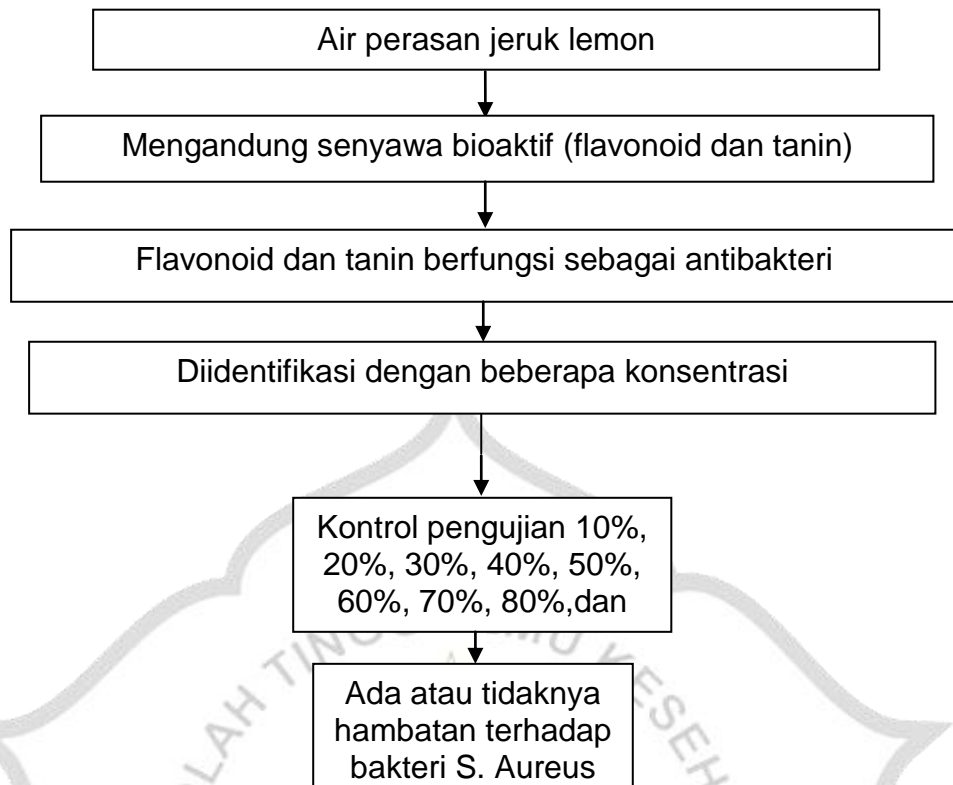 Air perasan jeruk lemon
Mengandung senyawa bioaktif (flavonoid dan tanin)
Flavonoid dan tanin berfungsi sebagai antibakteri
Diidentifikasi dengan beberapa konsentrasi
Kontrol pengujian 10%,
20%, 30%, 40%, 50%,
60%, 70%, 80%,dan
Ada atau tidaknya
hambatan terhadap
bakteri S. Aureus